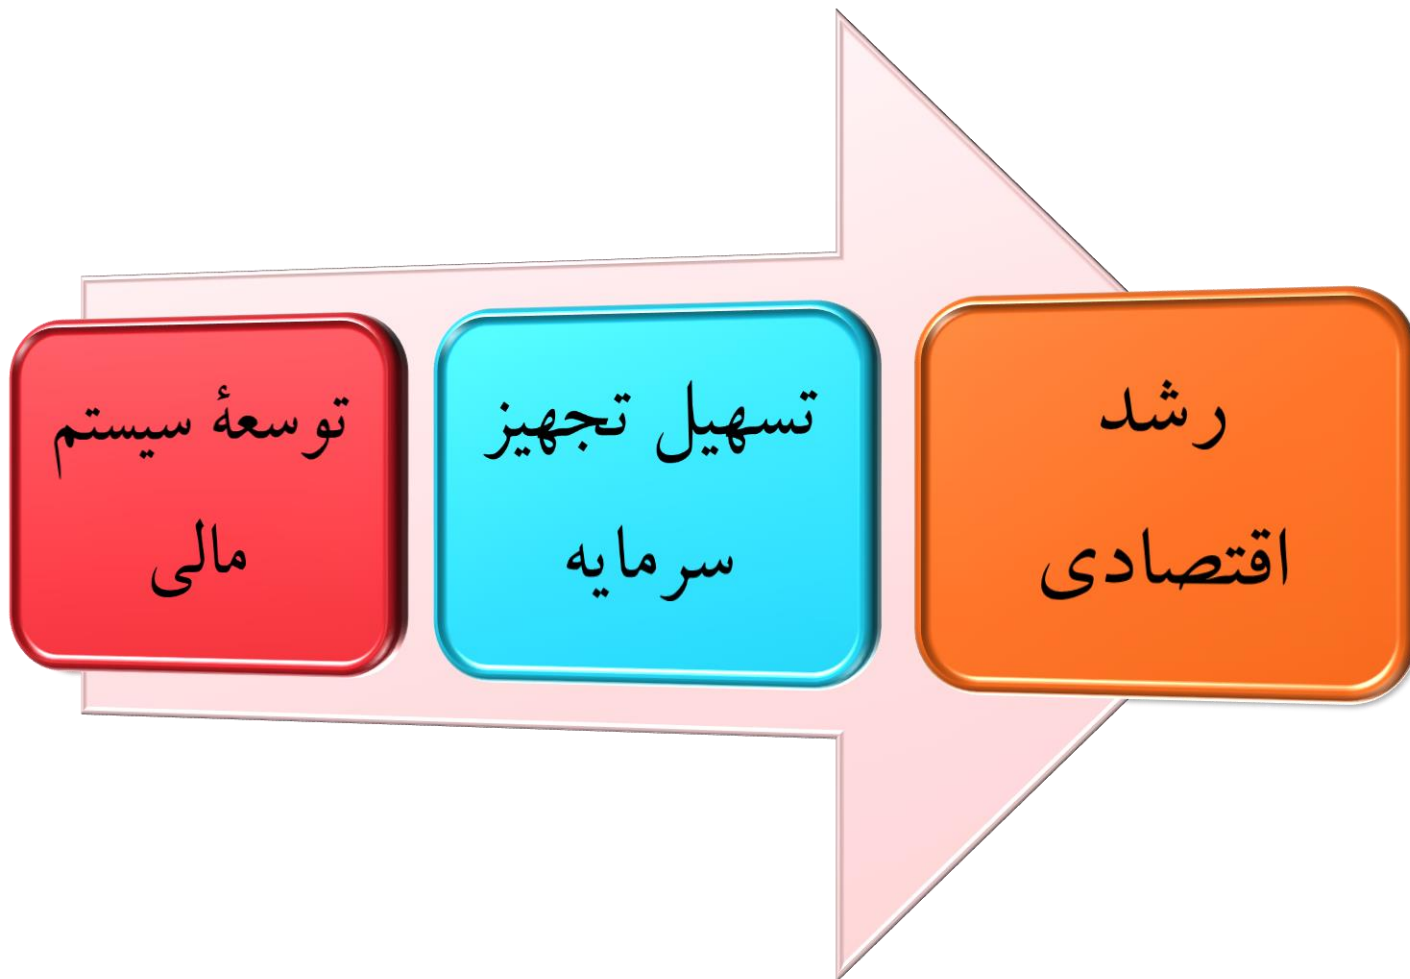 توسعهٔ سیستم
مالی
تسهیل تجهیز
سرمایه
رشد
اقتصادی